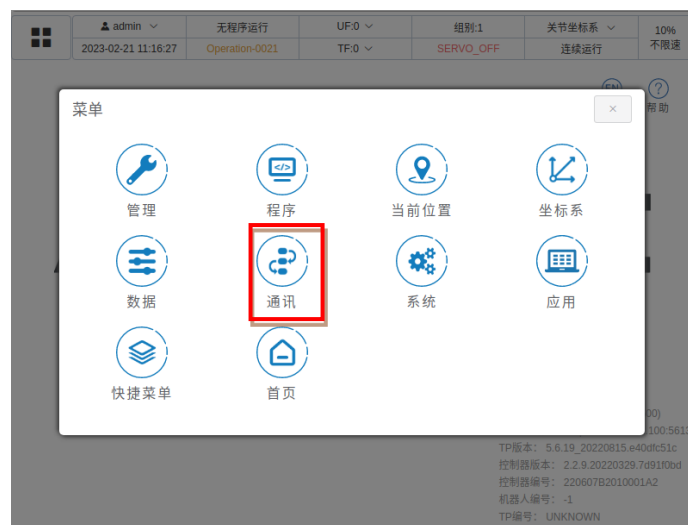 admin 无程序运行 UF:0 组别:1 关节坐标系 10%
2023-02-21 11:16:27 Operation-0021 TF:0 SERVO_OFF 连续运行 不限速
EN ?
帮助
菜单 ×
</>
管理 程序 当前位置 坐标系
数据 通讯 系统 应用
快捷菜单 首页
00)
.100:561
TP版本： 5.6.19_20220815.e40dfc51c
控制器版本： 2.2.9.20220329.7d91f0bd
控制器编号： 220607B2010001A2
机器人编号： -1
TP编号： UNKNOWN